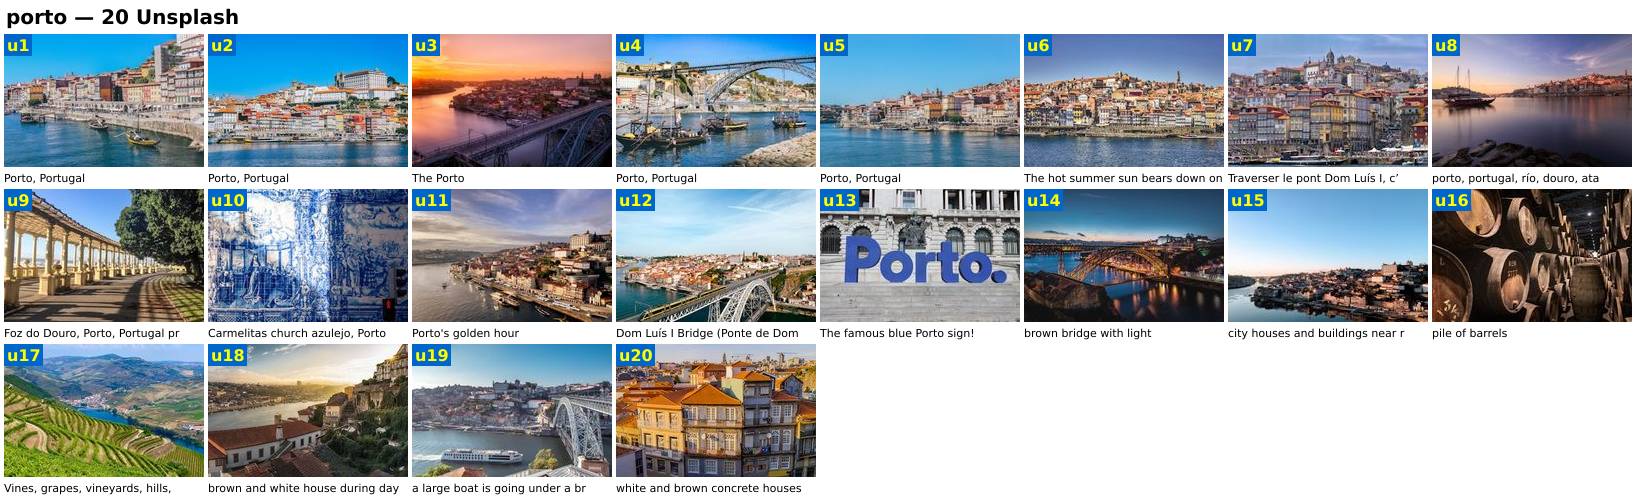 porto — 20 Unsplash
u1
u2
u3
u4
u5
u6
u7
u8
Porto, Portugal
Porto, Portugal
The Porto
Porto, Portugal
Porto, Portugal
The hot summer sun bears down on
Traverser le pont Dom Luís I, c’
porto, portugal, río, douro, ata
u9
u10
u11
u12
u13
Porto.
u14
u15
u16
Foz do Douro, Porto, Portugal pr
Carmelitas church azulejo, Porto
Porto's golden hour
Dom Luís I Bridge (Ponte de Dom
The famous blue Porto sign!
brown bridge with light
city houses and buildings near r
pile of barrels
u17
u18
u19
u20
Vines, grapes, vineyards, hills,
brown and white house during day
a large boat is going under a br
white and brown concrete houses